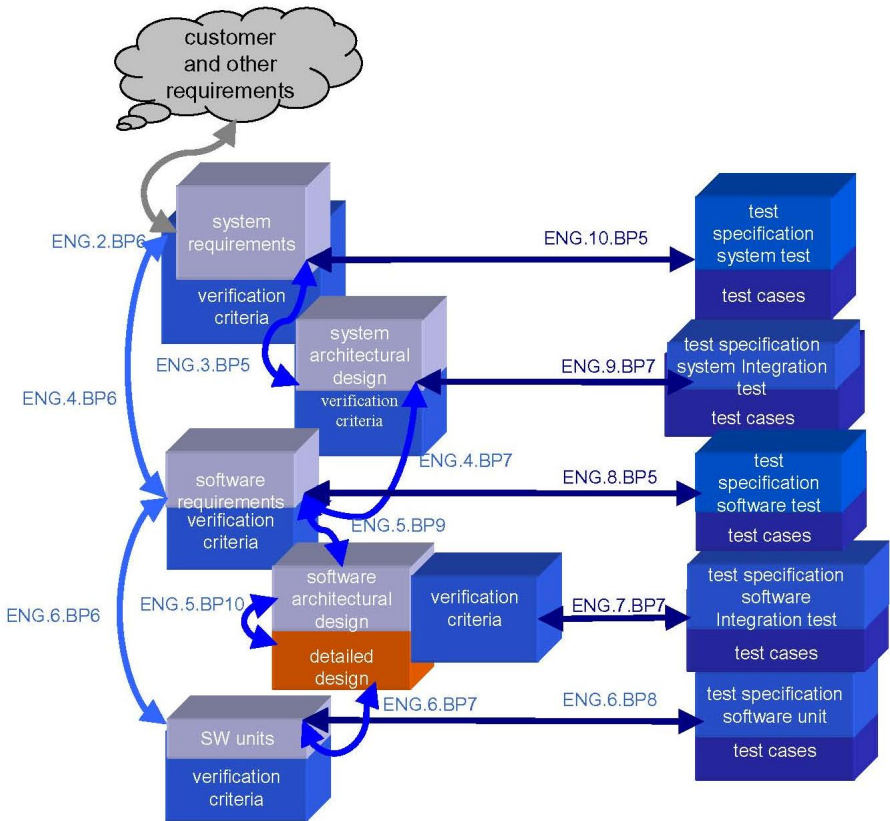 customer
and other
requirements
ENG.2.BP6
system
requirements
verification
criteria
ENG.10.BP5
test
specification
system test
test cases
ENG.3.BP5
system
architectural
design
verification
criteria
ENG.9.BP7
test specification
system Integration
test
test cases
ENG.4.BP6
ENG.4.BP7
software
requirements
verification
criteria
ENG.8.BP5
test
specification
software test
test cases
ENG.5.BP9
ENG.5.BP10
software
architectural
design
detailed
design
verification
criteria
ENG.7.BP7
test specification
software
Integration test
test cases
ENG.6.BP6
ENG.6.BP7
SW units
verification
criteria
ENG.6.BP8
test specification
software unit
test cases